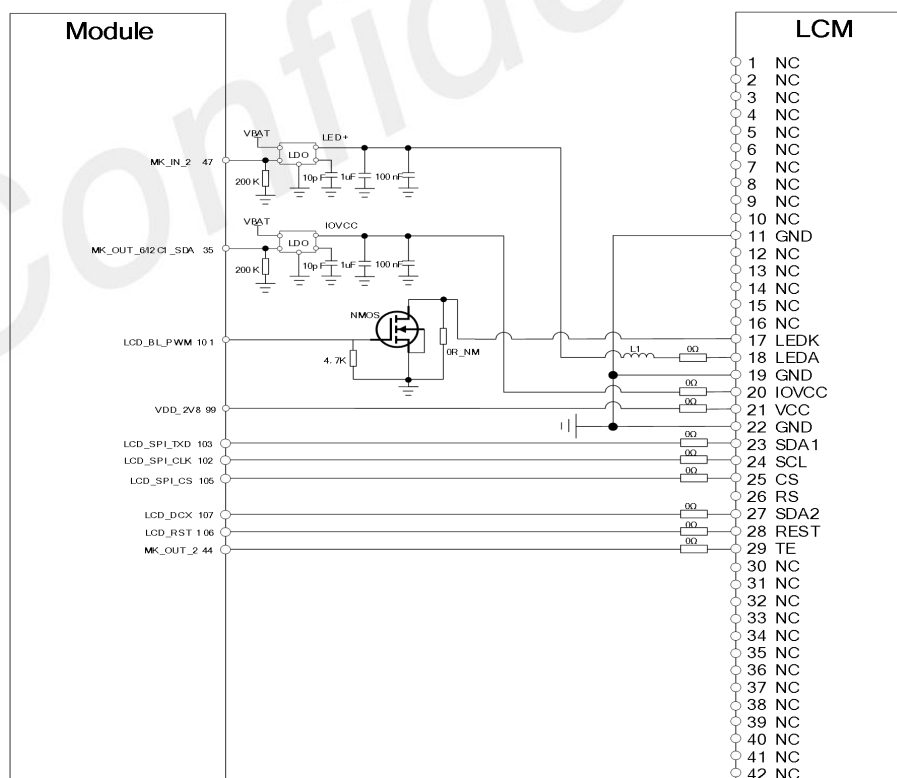 Confide
Module
LCM
VBAT
LED+
LDO
MK_IN_2 47
200K
10pF
1uF
100nF
VBAT
IOVCC
LDO
MK_OUT_6/I2C1_SDA 35
200K
10pF
1uF
100nF
NMOS
LCD_BL_PWM 101
4.7K
0R_NM
L1
0Ω
0Ω
VDD_2V8 99
0Ω
LCD_SPI_TXD 103
0Ω
LCD_SPI_CLK 102
0Ω
LCD_SPI_CS 105
0Ω
LCD_DCX 107
0Ω
LCD_RST 106
0Ω
MK_OUT_2 44
0Ω
1 NC
2 NC
3 NC
4 NC
5 NC
6 NC
7 NC
8 NC
9 NC
10 NC
11 GND
12 NC
13 NC
14 NC
15 NC
16 NC
17 LEDK
18 LEDA
19 GND
20 IOVCC
21 VCC
22 GND
23 SDA1
24 SCL
25 CS
26 RS
27 SDA2
28 REST
29 TE
30 NC
31 NC
32 NC
33 NC
34 NC
35 NC
36 NC
37 NC
38 NC
39 NC
40 NC
41 NC
42 NC